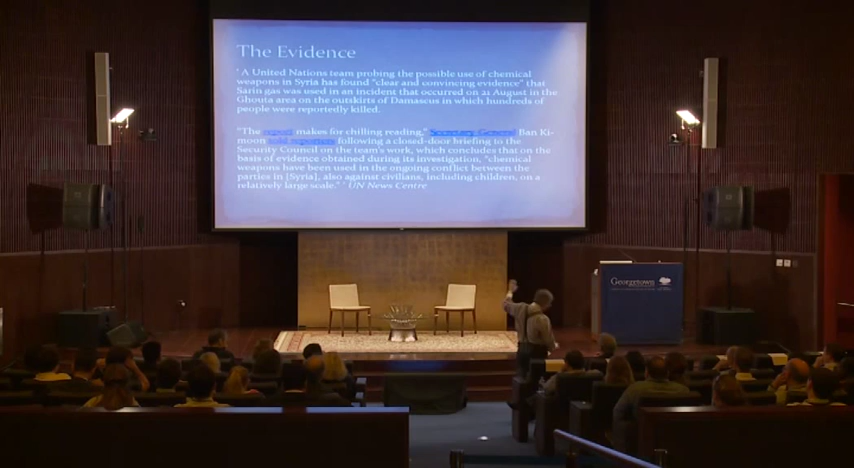 The Evidence
' A United Nations team probing the possible use of chemical
weapons in Syria has found "clear and convincing evidence" that
Sarin gas was used in an incident that occurred on 21 August in the
Ghouta area on the outskirts of Damascus in which hundreds of
people were reportedly killed.
"The report makes for chilling reading," Secretary-General Ban Ki-
moon told reporters following a closed-door briefing to the
Security Council on the team's work, which concludes that on the
basis of evidence obtained during its investigation, "chemical
weapons have been used in the ongoing conflict between the
parties in [Syria], also against civilians, including children, on a
relatively large scale." ' UN News Centre
Georgetown